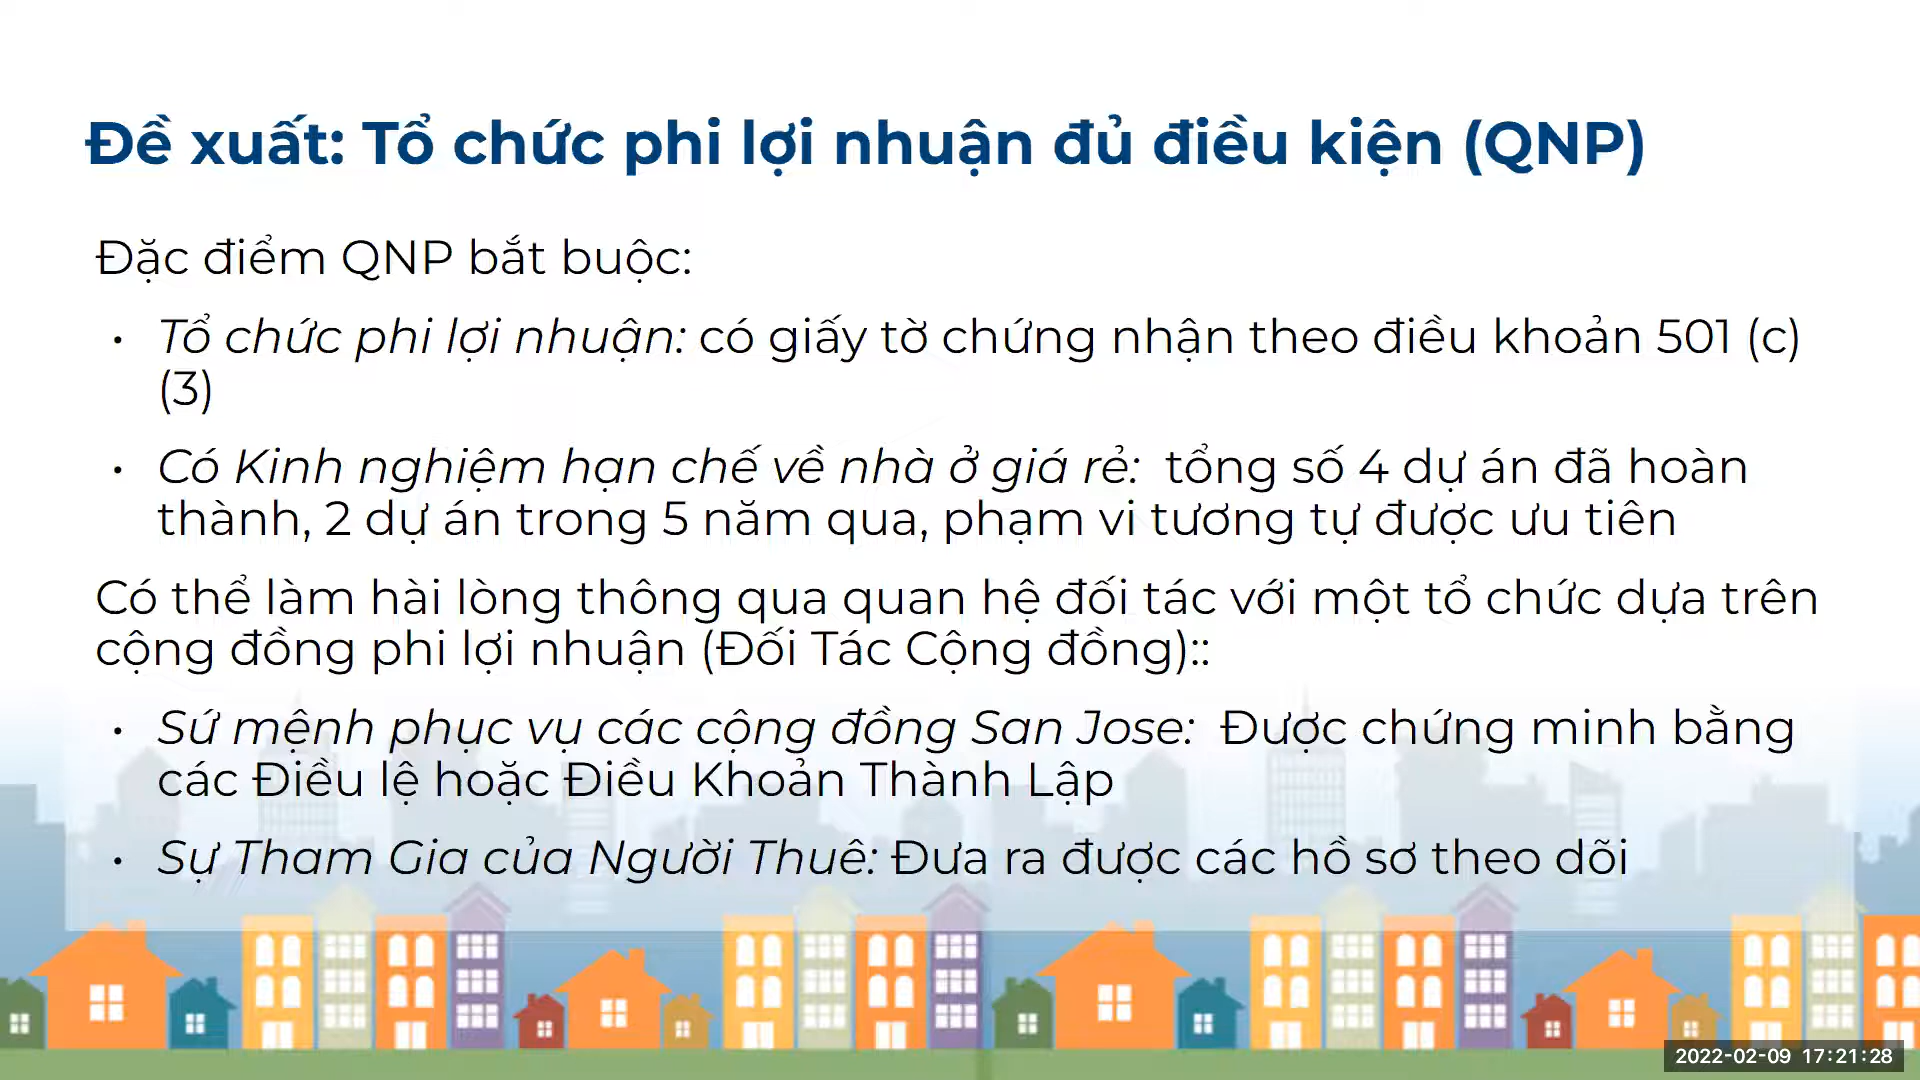 Đề xuất: Tổ chức phi lợi nhuận đủ điều kiện (QNP)
Đặc điểm QNP bắt buộc:
• Tổ chức phi lợi nhuận: có giấy tờ chứng nhận theo điều khoản 501 (c)
(3)
• Có Kinh nghiệm hạn chế về nhà ở giá rẻ: tổng số 4 dự án đã hoàn
thành, 2 dự án trong 5 năm qua, phạm vi tương tự được ưu tiên
Có thể làm hài lòng thông qua quan hệ đối tác với một tổ chức dựa trên
cộng đồng phi lợi nhuận (Đối Tác Cộng đồng)::
• Sứ mệnh phục vụ các cộng đồng San Jose: Được chứng minh bằng
các Điều lệ hoặc Điều Khoản Thành Lập
• Sự Tham Gia của Người Thuê: Đưa ra được các hồ sơ theo dõi
2022-02-09 17:21:28